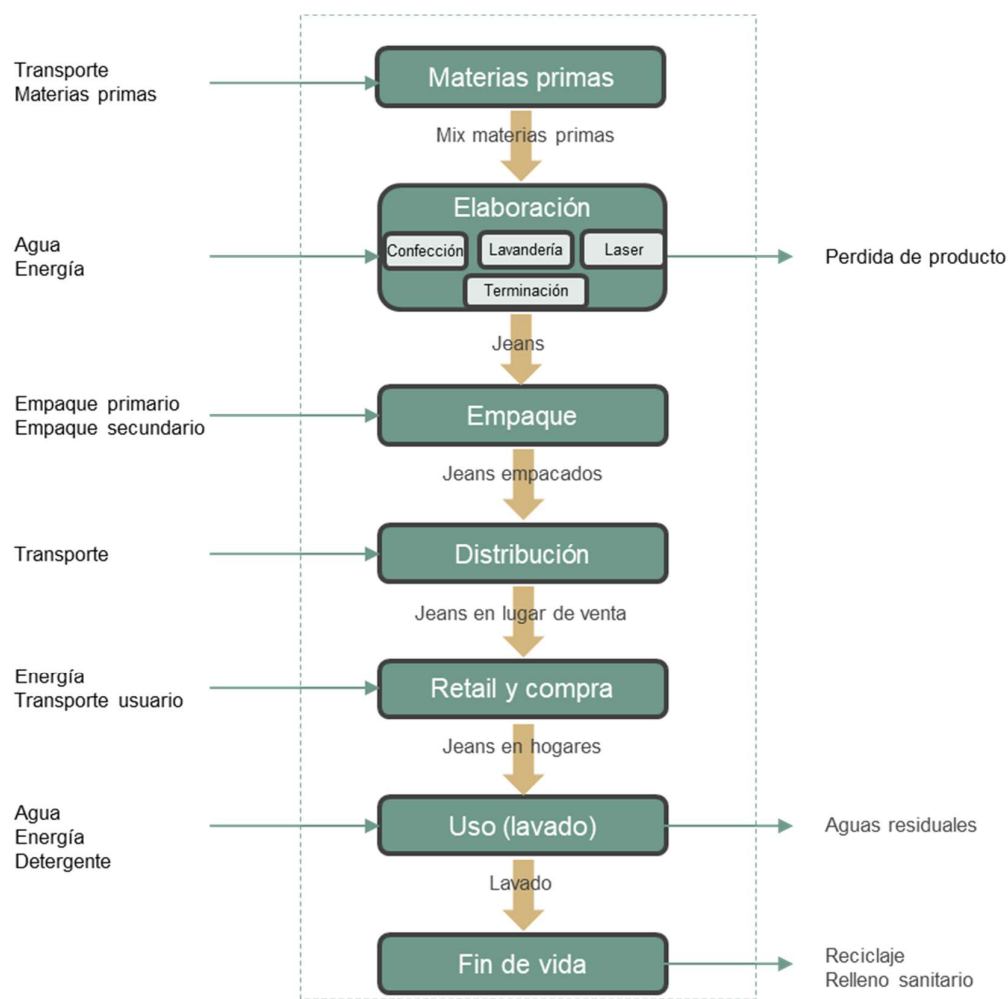 Transporte
Materias primas
Materias primas
Mix materias primas
Agua
Energía
Elaboración
Confección
Lavandería
Laser
Terminación
Perdida de producto
Jeans
Empaque primario
Empaque secundario
Empaque
Jeans empacados
Transporte
Distribución
Jeans en lugar de venta
Energía
Transporte usuario
Retail y compra
Jeans en hogares
Agua
Energía
Detergente
Uso (lavado)
Aguas residuales
Lavado
Fin de vida
Reciclaje
Relleno sanitario